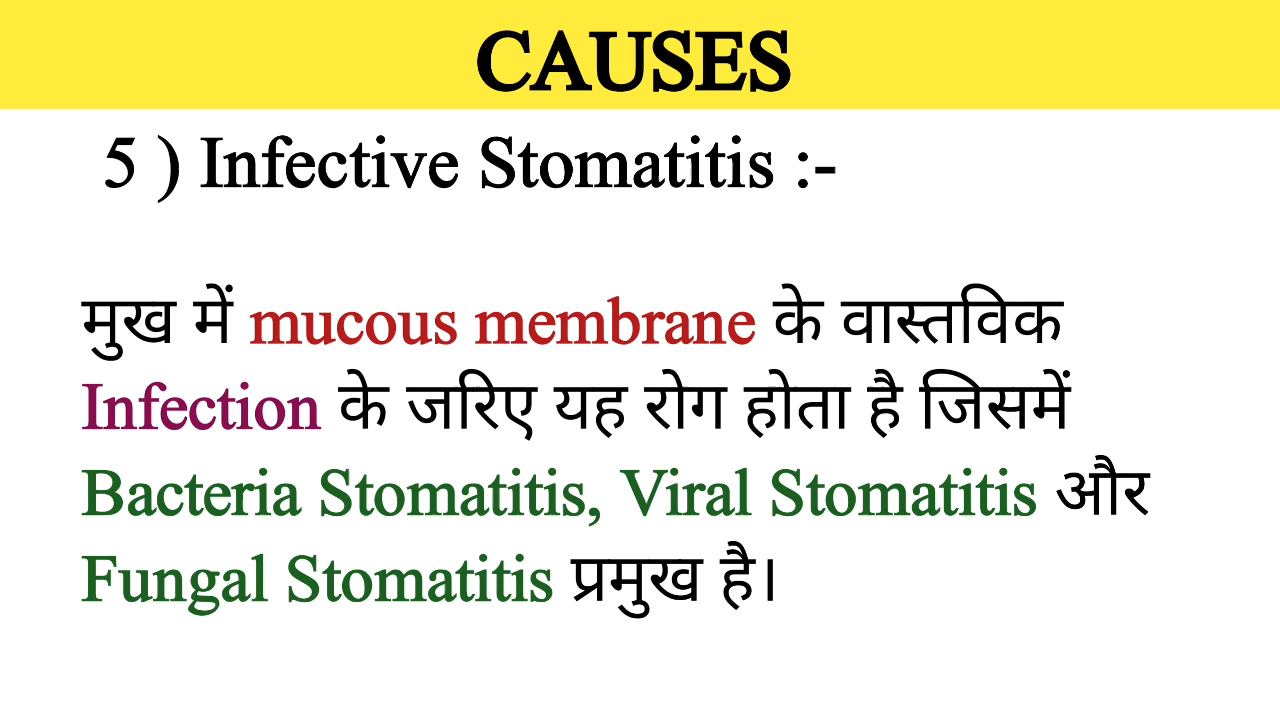 CAUSES
5 ) Infective Stomatitis :-
मुख में mucous membrane के वास्तविक
Infection के जरिए यह रोग होता है जिसमें
Bacteria Stomatitis, Viral Stomatitis और
Fungal Stomatitis प्रमुख है।